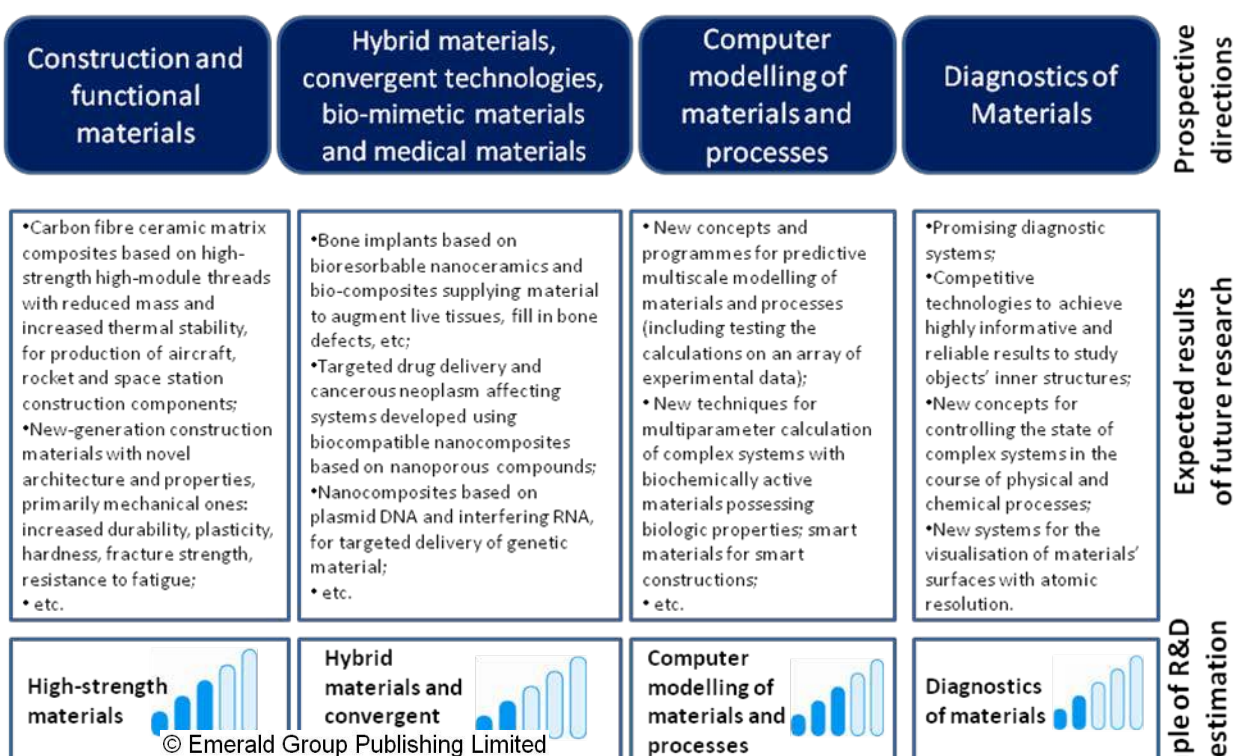 Construction and
functional
materials
Hybrid materials,
convergent technologies,
bio-mimetic materials
and medical materials
Computer
modelling of
materials and
processes
Diagnostics of
Materials
Prospective
directions
•Carbon fibre ceramic matrix
composites based on high-
strength high-module threads
with reduced mass and
increased thermal stability,
for production of aircraft,
rocket and space station
construction components;
•New-generation construction
materials with novel
architecture and properties,
primarily mechanical ones:
increased durability, plasticity,
hardness, fracture strength,
resistance to fatigue;
• etc.
•Bone implants based on
bioresorbable nanoceramics and
bio-composites supplying material
to augment live tissues, fill in bone
defects, etc;
•Targeted drug delivery and
cancerous neoplasm affecting
systems developed using
biocompatible nanocomposites
based on nanoporous compounds;
•Nanocomposites based on
plasmid DNA and interfering RNA,
for targeted delivery of genetic
material;
• etc.
• New concepts and
programmes for predictive
multiscale modelling of
materials and processes
(including testing the
calculations on an array of
experimental data);
• New techniques for
multiparameter calculation
of complex systems with
biochemically active
materials possessing
biologic properties; smart
materials for smart
constructions;
• etc.
•Promising diagnostic
systems;
•Competitive
technologies to achieve
highly informative and
reliable results to study
objects' inner structures;
•New concepts for
controlling the state of
complex systems in the
course of physical and
chemical processes;
•New systems for the
visualisation of materials'
surfaces with atomic
resolution.
Expected results
of future research
High-strength
materials
Hybrid
materials and
convergent
Computer
modelling of
materials and
processes
Diagnostics
of materials
ple of R&D
estimation
© Emerald Group Publishing Limited